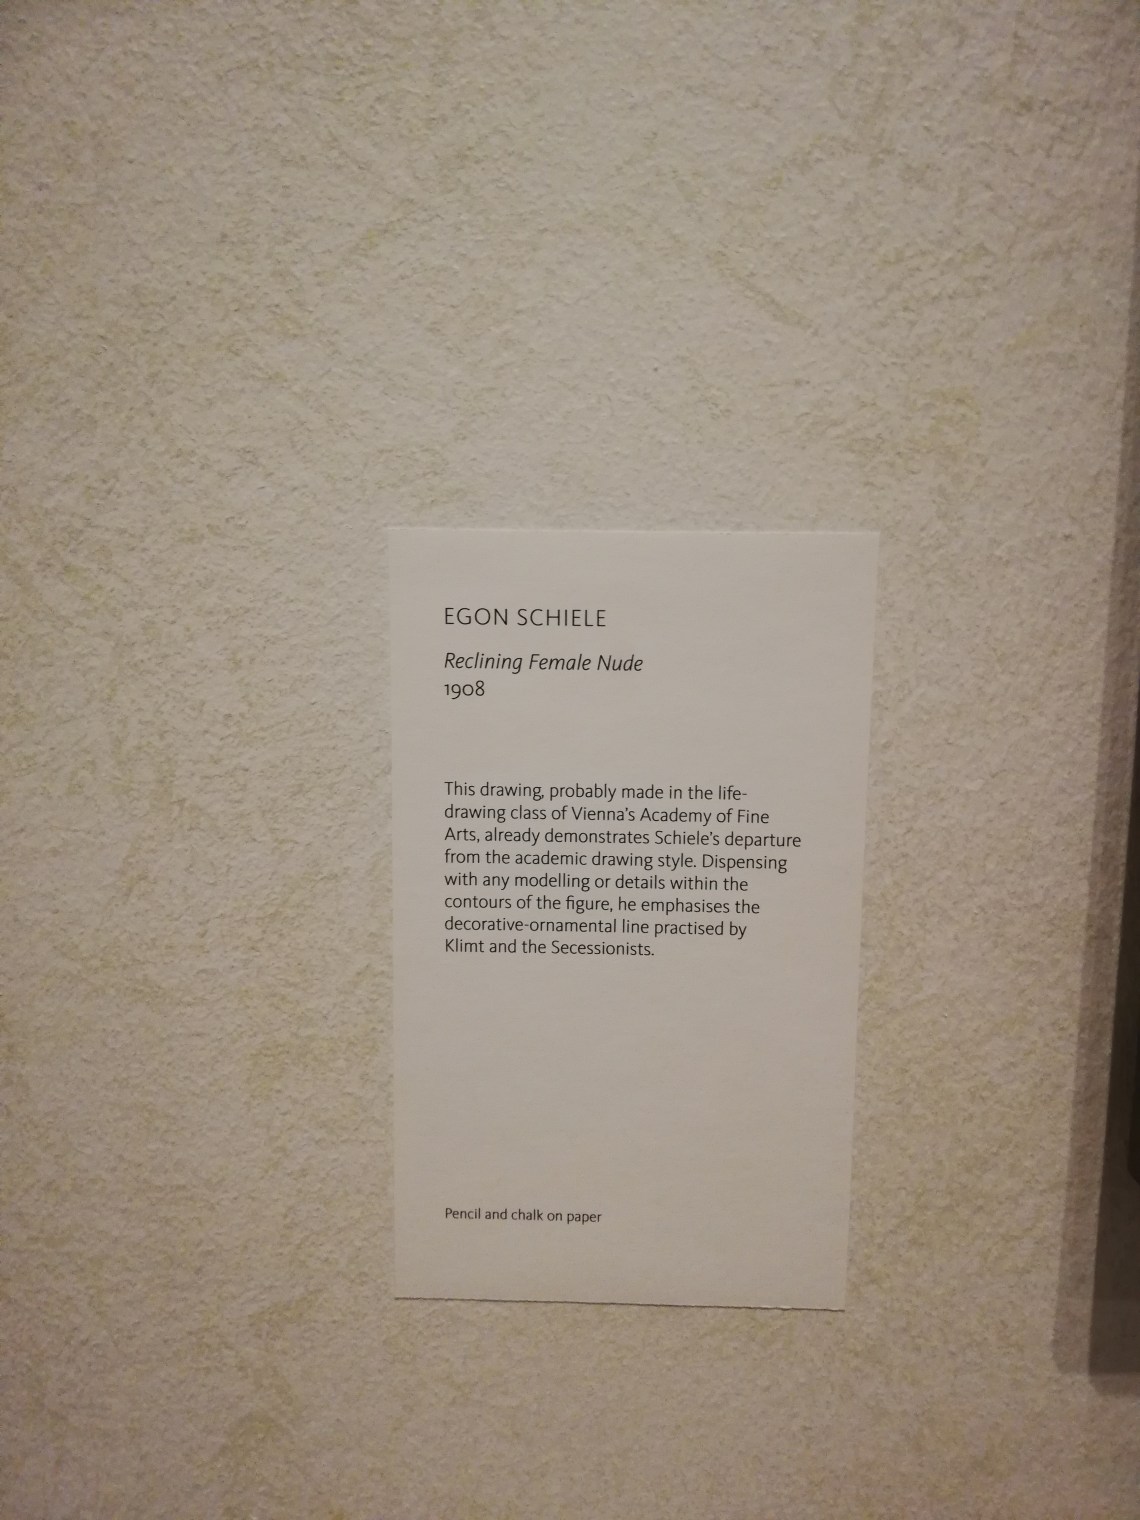 EGON SCHIELE
Reclining Female Nude
1908
This drawing, probably made in the life-
drawing class of Vienna's Academy of Fine
Arts, already demonstrates Schiele's departure
from the academic drawing style. Dispensing
with any modelling or details within the
contours of the figure, he emphasises the
decorative-ornamental line practised by
Klimt and the Secessionists.
Pencil and chalk on paper